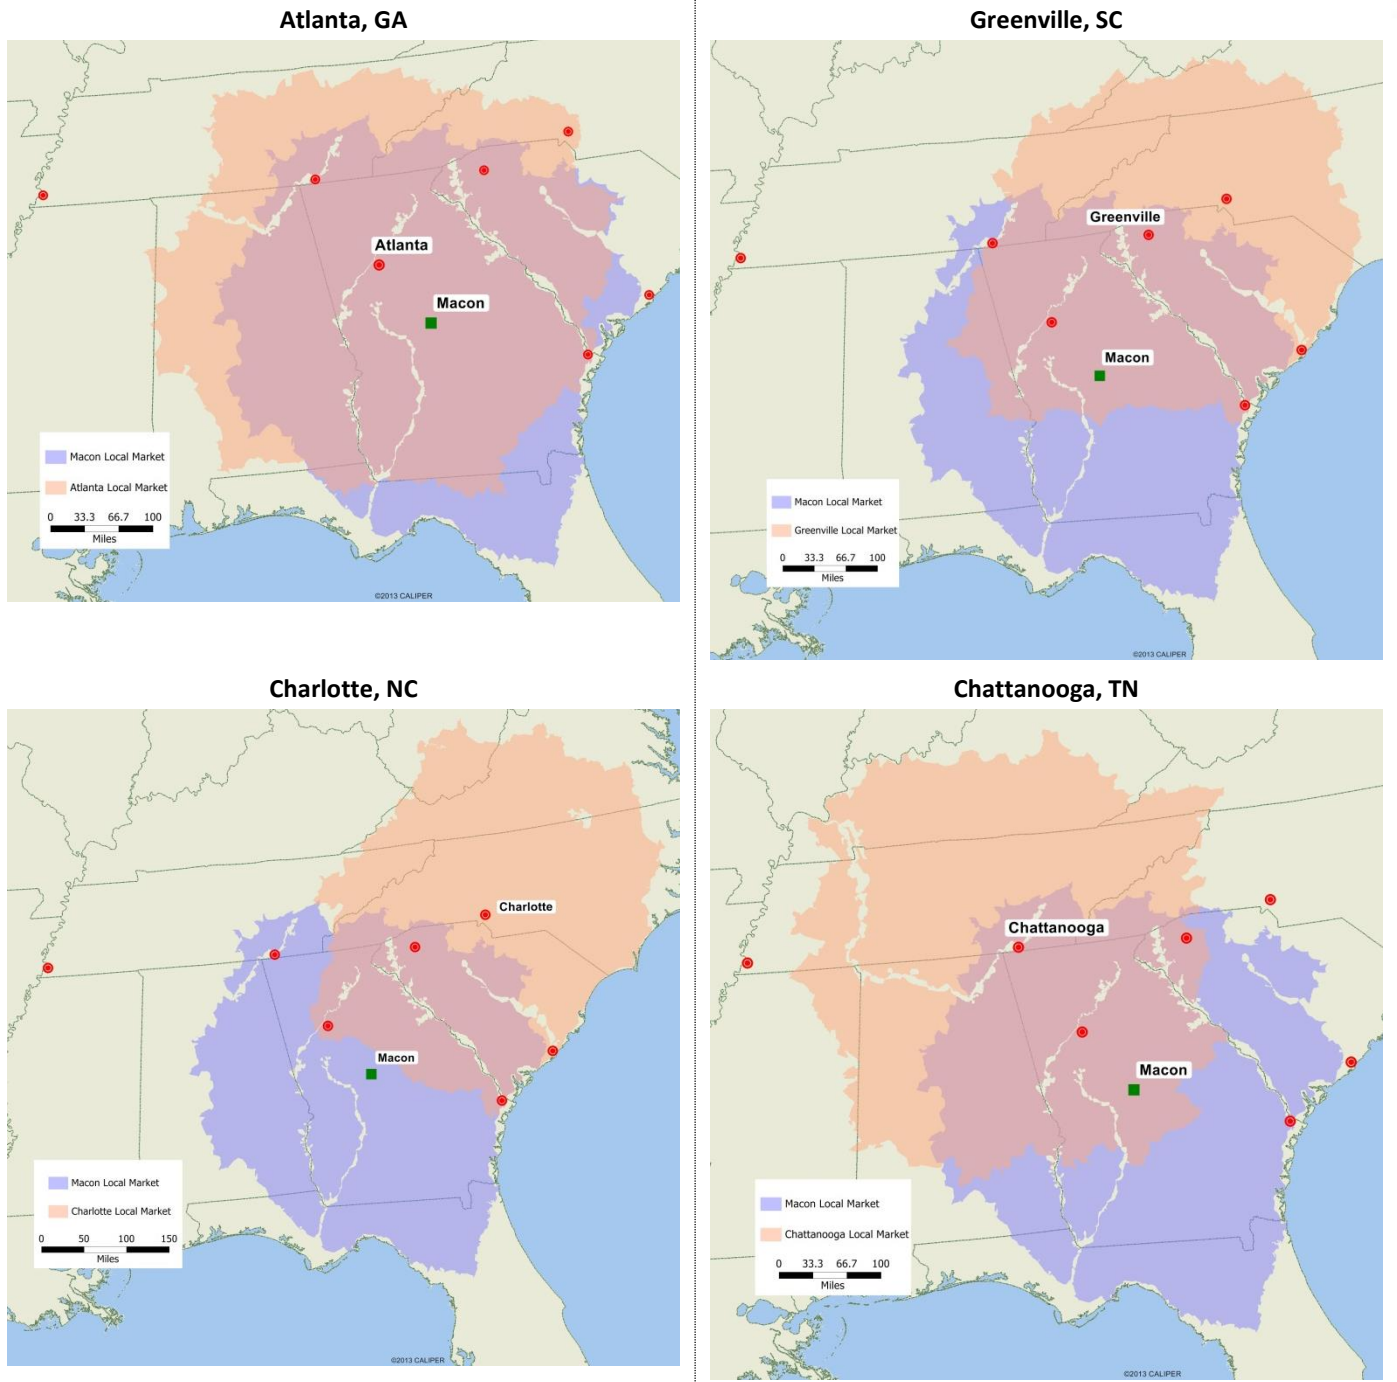 Atlanta, GA
Atlanta
Macon
Macon Local Market
Atlanta Local Market
0 33.3 66.7 100
Miles
©2013 CALIPER
Greenville, SC
Greenville
Macon
Macon Local Market
Greenville Local Market
0 33.3 66.7 100
Miles
©2013 CALIPER
Charlotte, NC
Charlotte
Macon
Macon Local Market
Charlotte Local Market
0 50 100 150
Miles
©2013 CALIPER
Chattanooga, TN
Chattanooga
Macon
Macon Local Market
Chattanooga Local Market
0 33.3 66.7 100
Miles
©2013 CALIPER